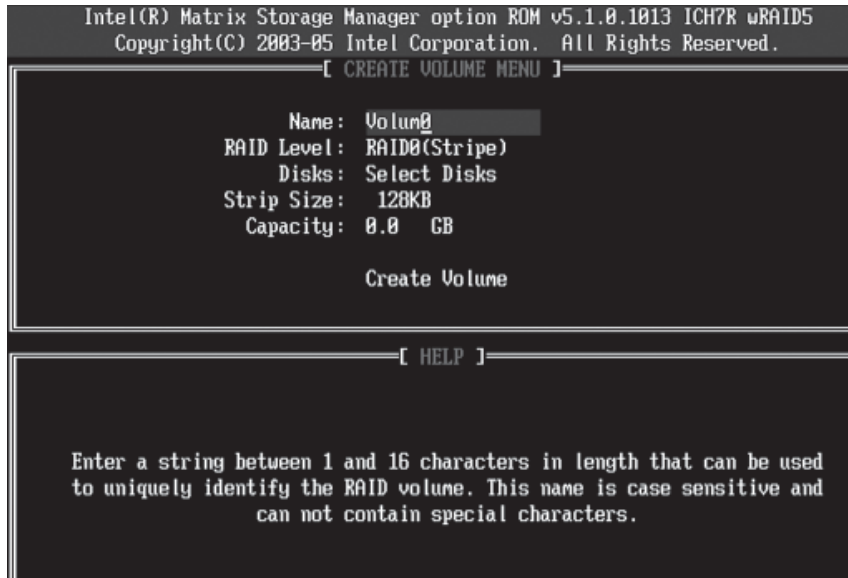 Intel(R) Matrix Storage Manager option ROM v5.1.0.1013 ICH7R wRAID5
Copyright(C) 2003-05 Intel Corporation. All Rights Reserved.
[ CREATE VOLUME MENU ]
Name: Volum0
RAID Level: RAID0(Stripe)
Disks: Select Disks
Strip Size: 128KB
Capacity: 0.0 GB
Create Volume
[ HELP ]
Enter a string between 1 and 16 characters in length that can be used
to uniquely identify the RAID volume. This name is case sensitive and
can not contain special characters.